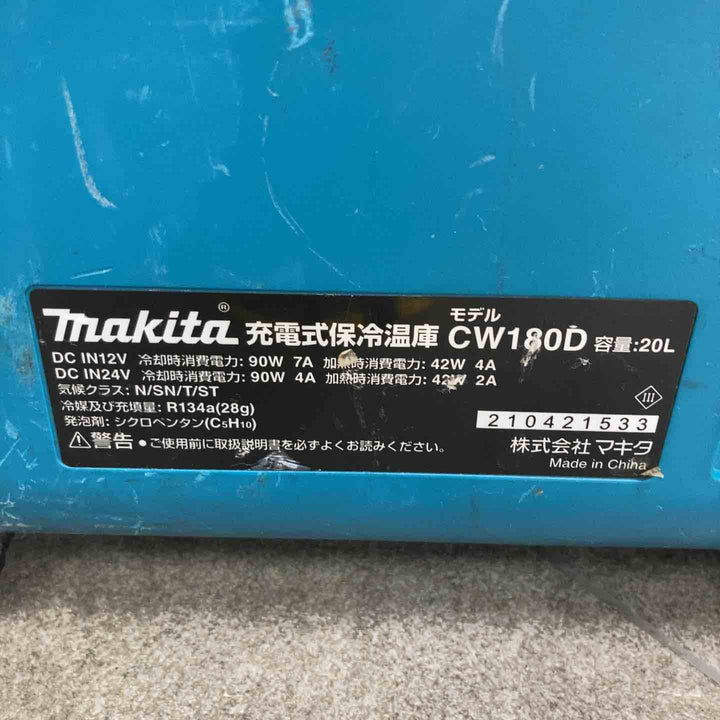 makita® 充電式保冷温庫 モデル CW180D 容量:20L
DC IN12V 冷却時消費電力: 90W 7A 加熱時消費電力: 42W 4A
DC IN24V 冷却時消費電力: 90W 4A 加熱時消費電力: 42W 2A
気候クラス: N/SN/T/ST
冷媒及び充填量: R134a(28g)
発泡剤: シクロペンタン(C5H10)
III
210421533
⚠警告 • ご使用前に取扱説明書を必ずよくお読みください。
株式会社 マキタ
Made in China